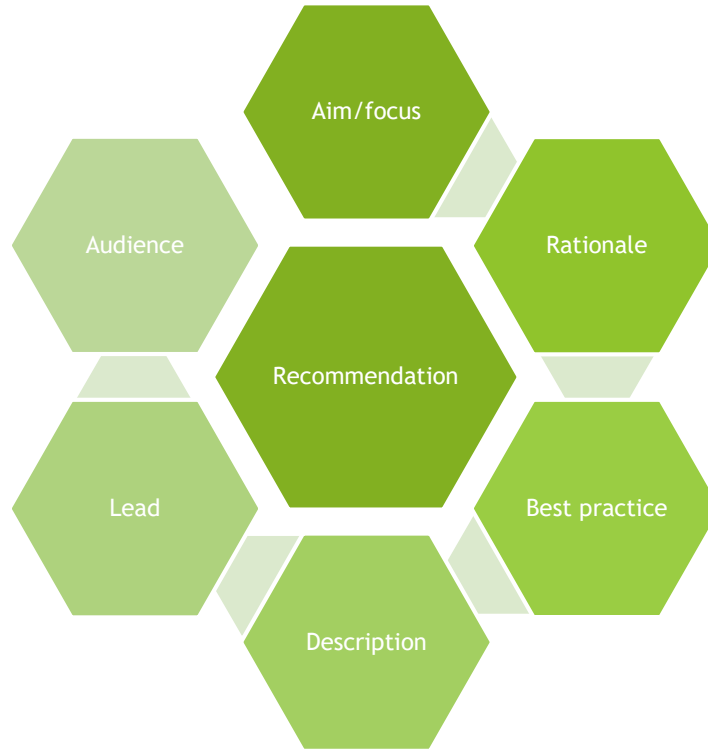 Aim/focus
Audience
Rationale
Recommendation
Lead
Best practice
Description